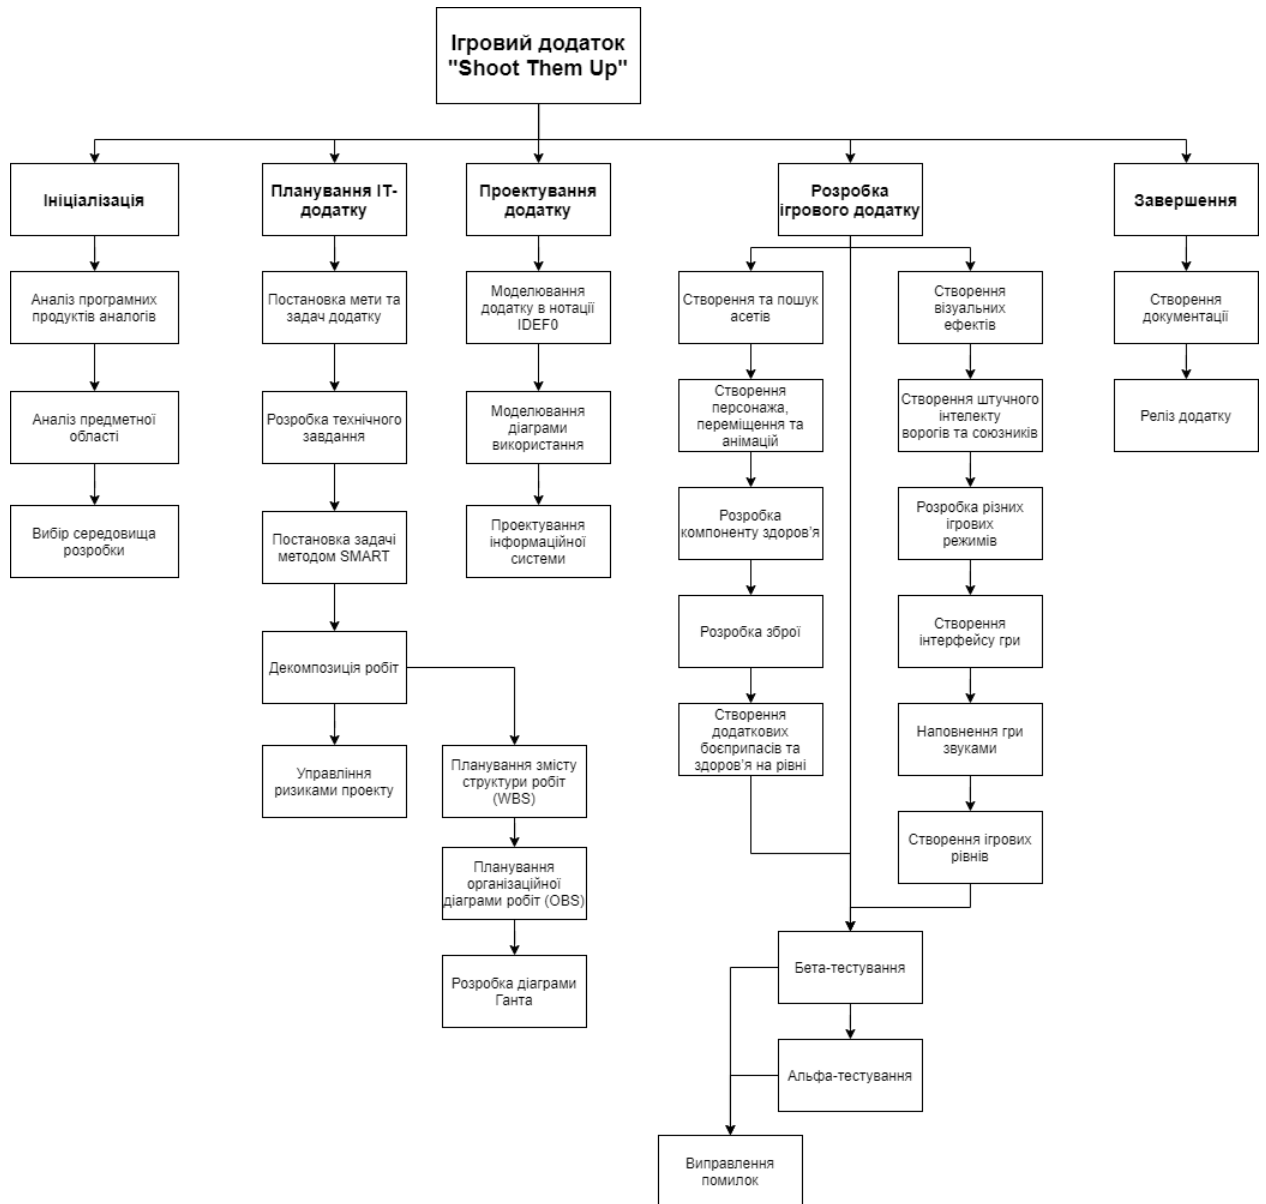 Ігровий додаток
"Shoot Them Up"
Ініціалізація
Аналіз програмних
продуктів аналогів
Аналіз предметної
області
Вибір середовища
розробки
Планування ІТ-
додатку
Постановка мети та
задач додатку
Розробка технічного
завдання
Постановка задачі
методом SMART
Декомпозиція робіт
Управління
ризиками проекту
Планування змісту
структури робіт
(WBS)
Планування
організаційної
діаграми робіт (OBS)
Розробка діаграми
Ганта
Проектування
додатку
Моделювання
додатку в нотації
IDEF0
Моделювання
діаграми
використання
Проектування
інформаційної
системи
Розробка
ігрового додатку
Створення та пошук
асетів
Створення
персонажа,
переміщення та
анімацій
Розробка
компоненту здоров'я
Розробка зброї
Створення
додаткових
боєприпасів та
здоров'я на рівні
Створення
візуальних
ефектів
Створення штучного
інтелекту
ворогів та союзників
Розробка різних
ігрових
режимів
Створення
інтерфейсу гри
Наповнення гри
звуками
Створення ігрових
рівнів
Бета-тестування
Альфа-тестування
Виправлення
помилок
Завершення
Створення
документації
Реліз додатку